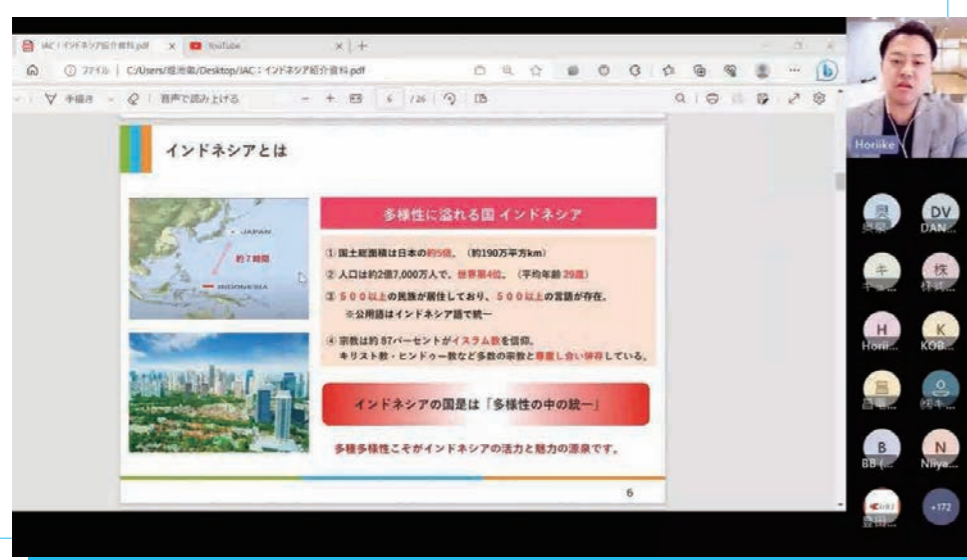 JAC:インドネシア紹介資料.pdf
YouTube
ファイル
C:/Users/堀池敬/Desktop/JAC:インドネシア紹介資料.pdf
手書き
音声で読み上げる
6 /26
インドネシアとは
JAPAN
約7時間
INDONESIA
多様性に溢れる国 インドネシア
① 国土総面積は日本の約5倍。(約190万平方km)
② 人口は約2億7,000万人で、世界第4位。(平均年齢 29歳)
③ 500以上の民族が居住しており、500以上の言語が存在。
※公用語はインドネシア語で統一
④ 宗教は約 87パーセントがイスラム教を信仰。
キリスト教・ヒンドゥー教など多数の宗教と尊重し合い併存している。
インドネシアの国是は「多様性の中の統一」
多種多様性こそがインドネシアの活力と魅力の源泉です。
6
Horiike
奥
DV
DAN...
キ
株
H
K
Horii...
KOB...
昌
B
N
BB (...
Niiya...
+172